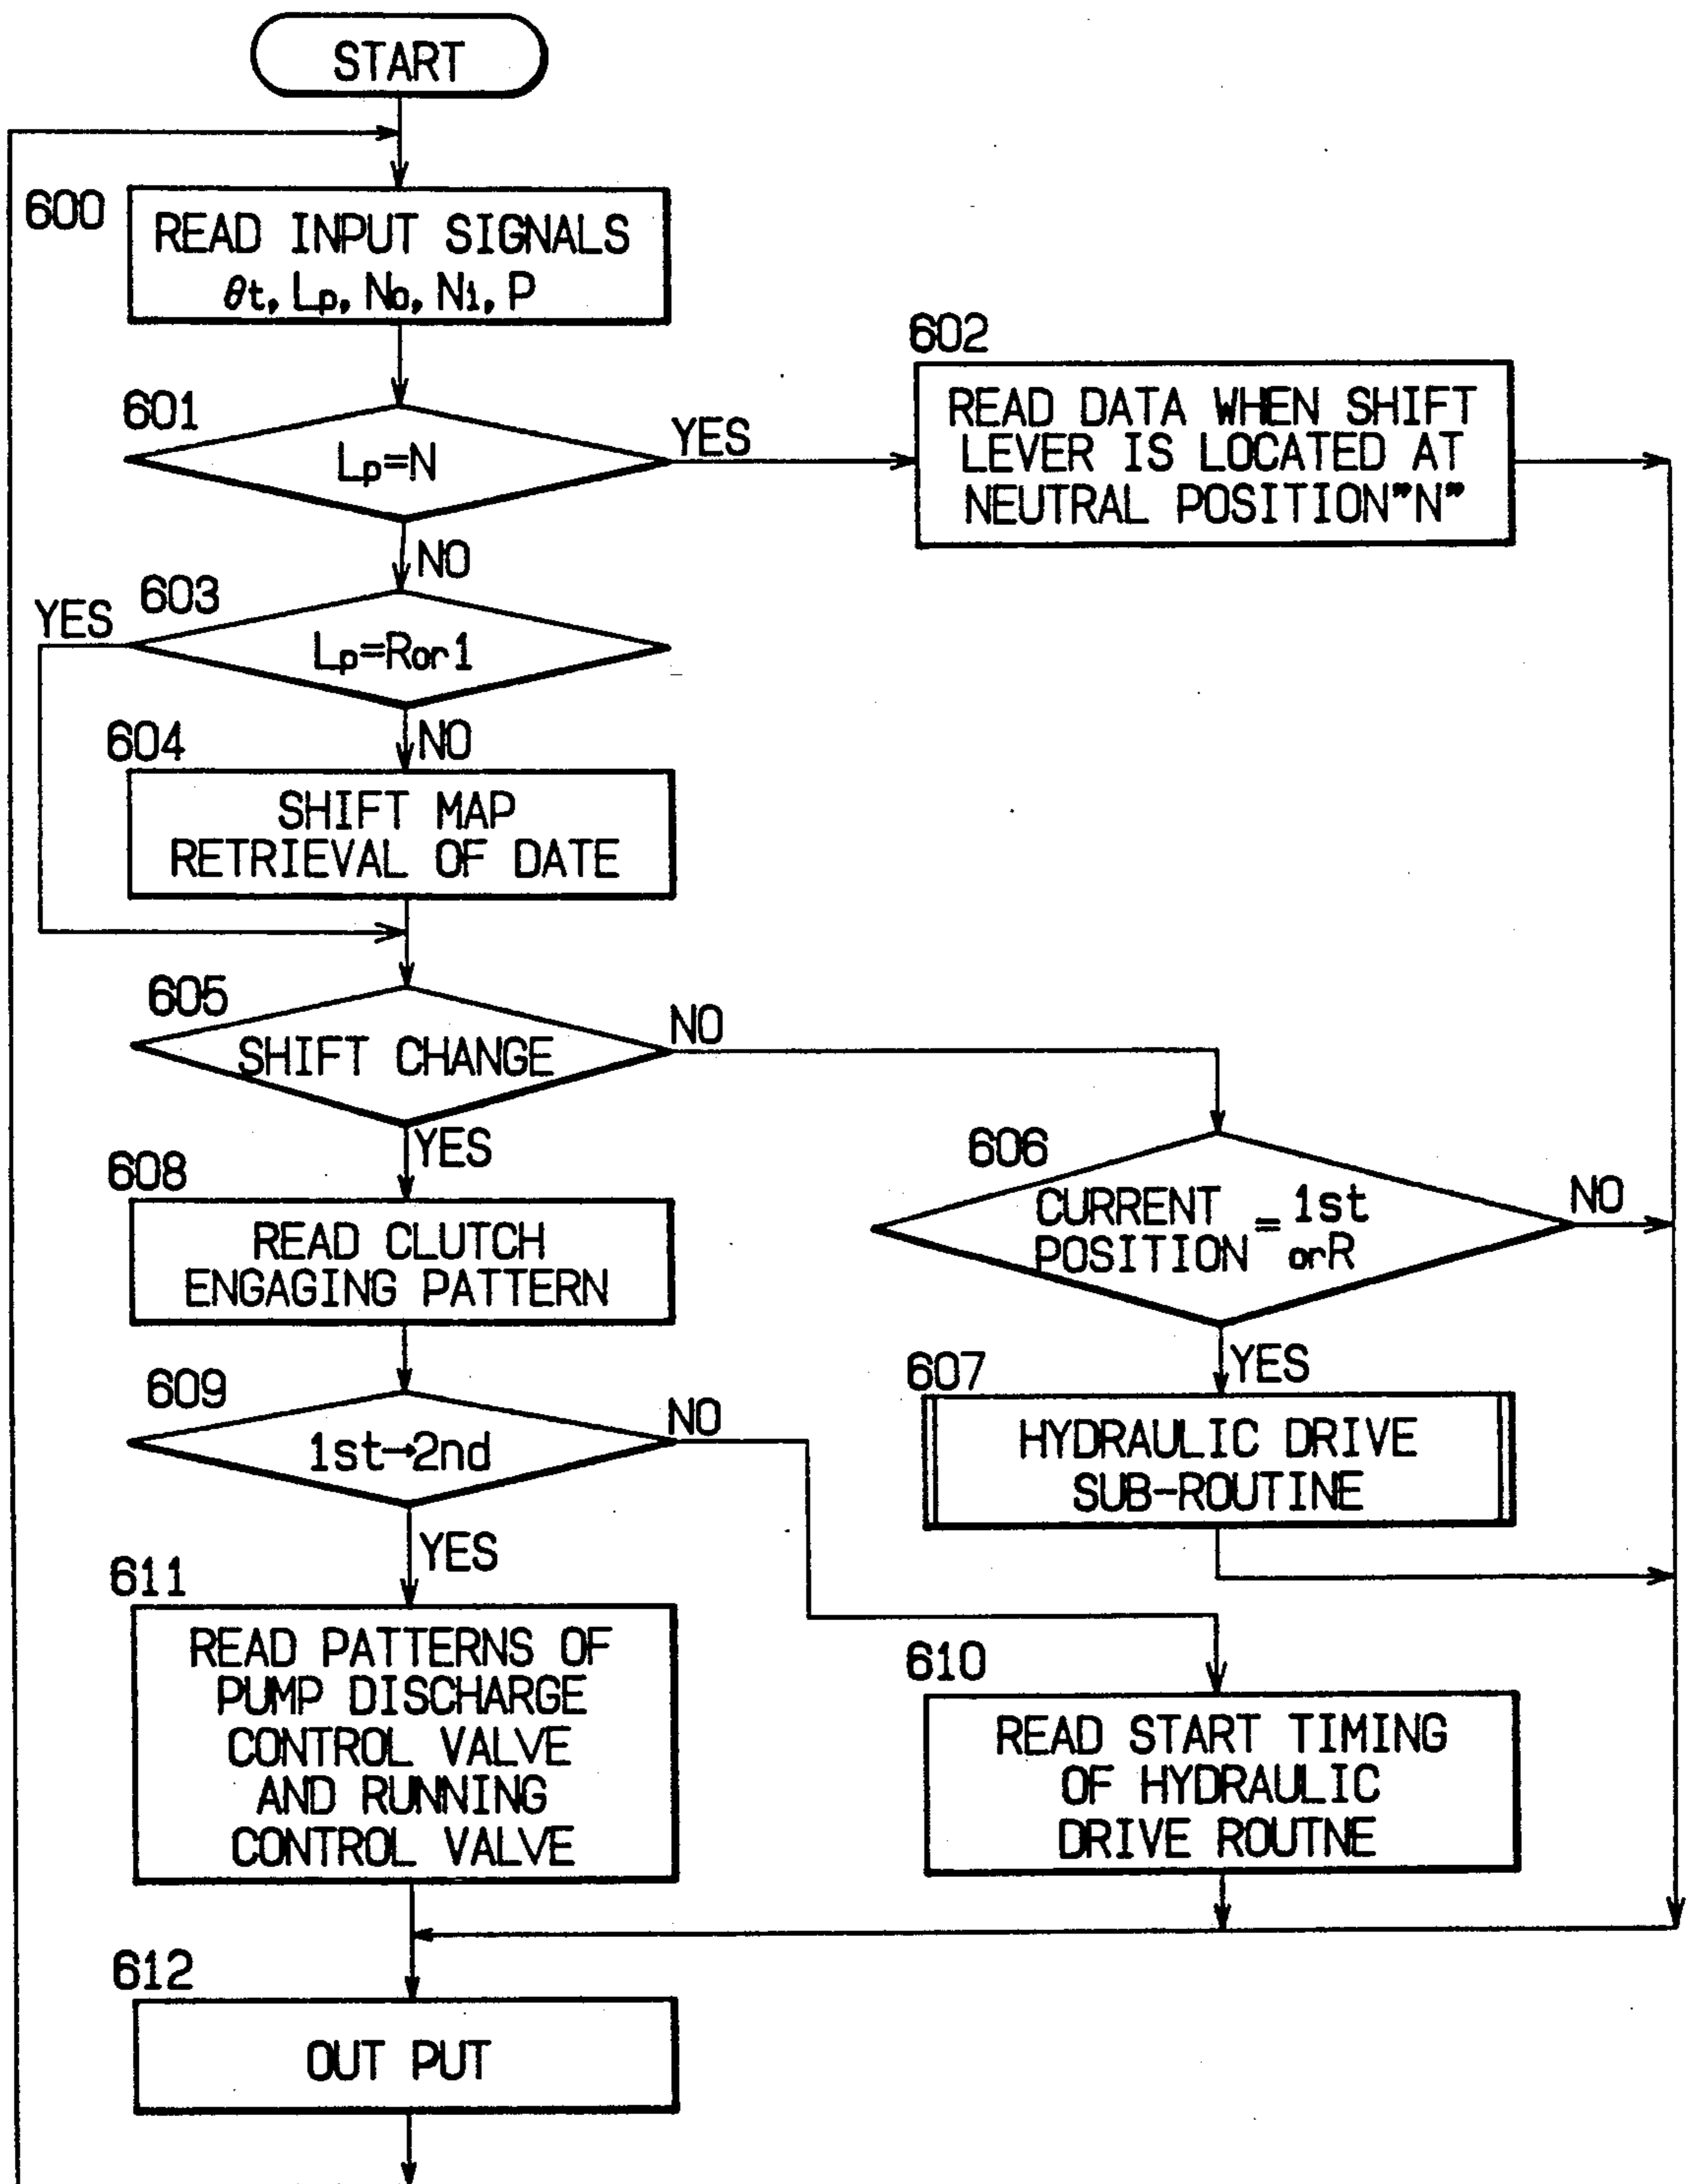 START
600
READ INPUT SIGNALS
θt, Lp, No, Ni, P
601
Lp=N
YES
602
READ DATA WHEN SHIFT
LEVER IS LOCATED AT
NEUTRAL POSITION"N"
NO
603
YES
Lp=Ror1
NO
604
SHIFT MAP
RETRIEVAL OF DATE
605
SHIFT CHANGE
NO
YES
606
CURRENT
POSITION
= 1st
orR
NO
YES
607
HYDRAULIC DRIVE
SUB-ROUTINE
608
READ CLUTCH
ENGAGING PATTERN
609
1st→2nd
NO
YES
610
READ START TIMING
OF HYDRAULIC
DRIVE ROUTNE
611
READ PATTERNS OF
PUMP DISCHARGE
CONTROL VALVE
AND RUNNING
CONTROL VALVE
612
OUT PUT